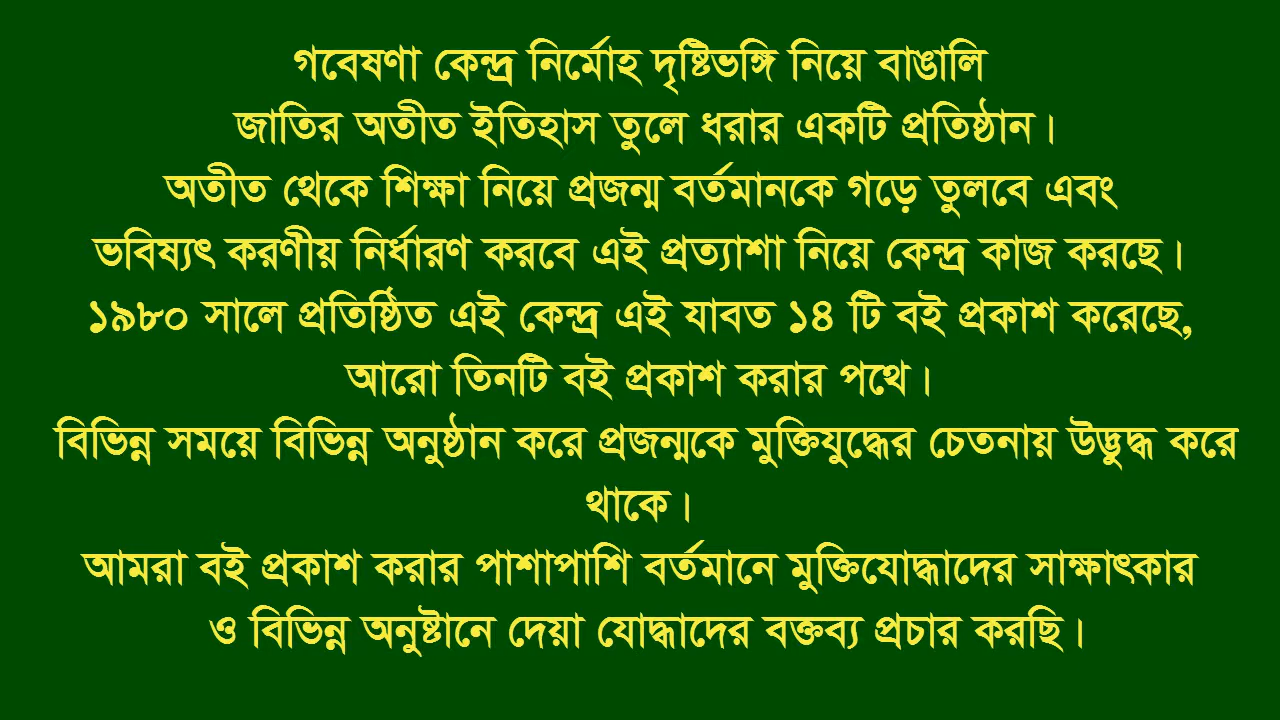 গবেষণা কেন্দ্র নির্মোহ দৃষ্টিভঙ্গি নিয়ে বাঙালি
জাতির অতীত ইতিহাস তুলে ধরার একটি প্রতিষ্ঠান।
অতীত থেকে শিক্ষা নিয়ে প্রজন্ম বর্তমানকে গড়ে তুলবে এবং
ভবিষ্যৎ করণীয় নির্ধারণ করবে এই প্রত্যাশা নিয়ে কেন্দ্র কাজ করছে।
১৯৮০ সালে প্রতিষ্ঠিত এই কেন্দ্র এই যাবত ১৪ টি বই প্রকাশ করেছে,
আরো তিনটি বই প্রকাশ করার পথে।
বিভিন্ন সময়ে বিভিন্ন অনুষ্ঠান করে প্রজন্মকে মুক্তিযুদ্ধের চেতনায় উদ্ভুদ্ধ করে
থাকে।
আমরা বই প্রকাশ করার পাশাপাশি বর্তমানে মুক্তিযোদ্ধাদের সাক্ষাৎকার
ও বিভিন্ন অনুষ্টানে দেয়া যোদ্ধাদের বক্তব্য প্রচার করছি।